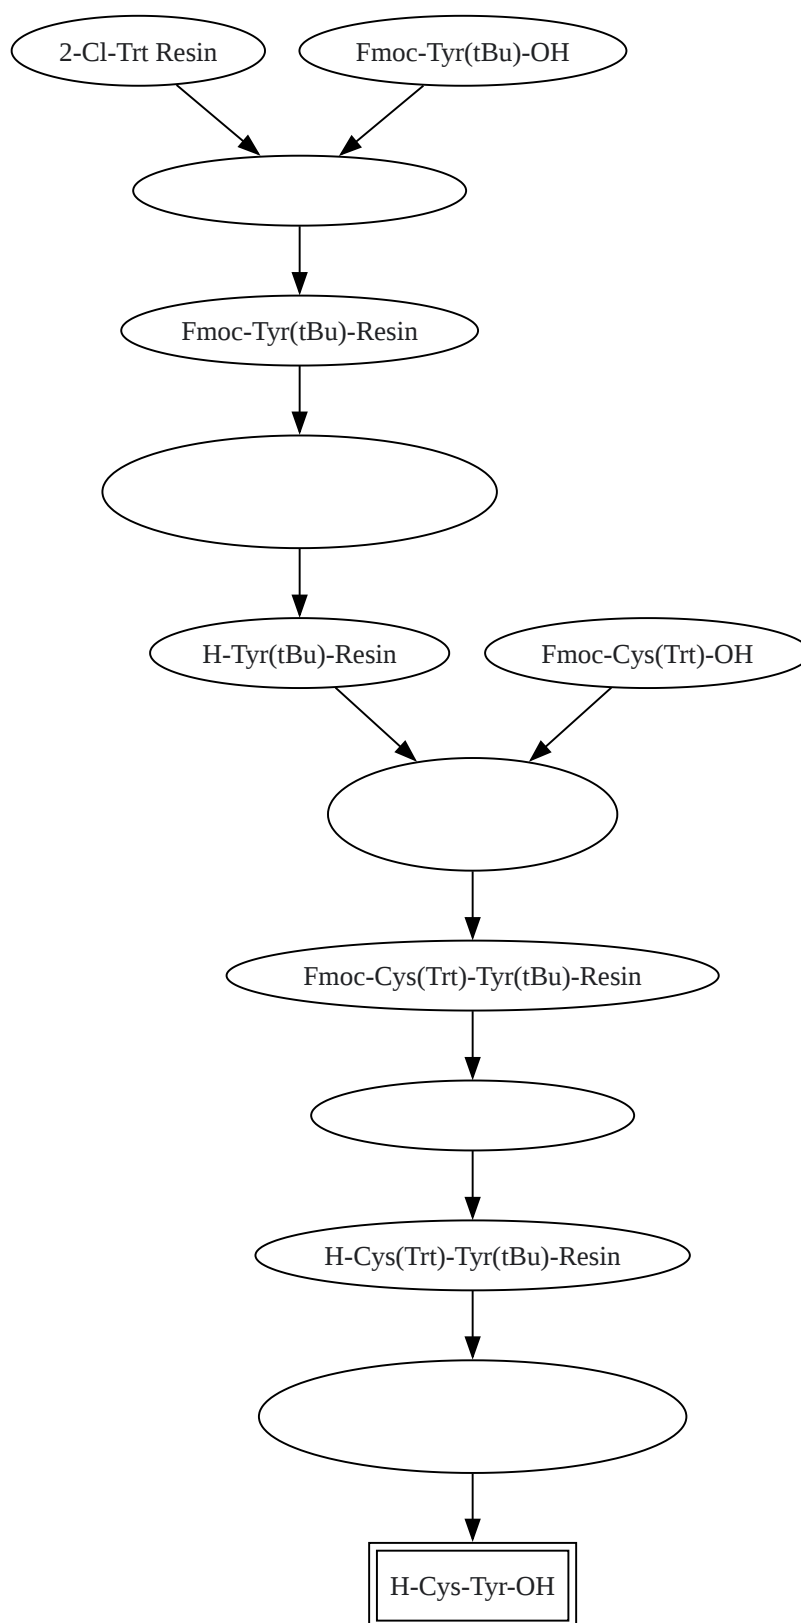 2-Cl-Trt Resin
Fmoc-Tyr(tBu)-OH
Fmoc-Tyr(tBu)-Resin
H-Tyr(tBu)-Resin
Fmoc-Cys(Trt)-OH
Fmoc-Cys(Trt)-Tyr(tBu)-Resin
H-Cys(Trt)-Tyr(tBu)-Resin
H-Cys-Tyr-OH